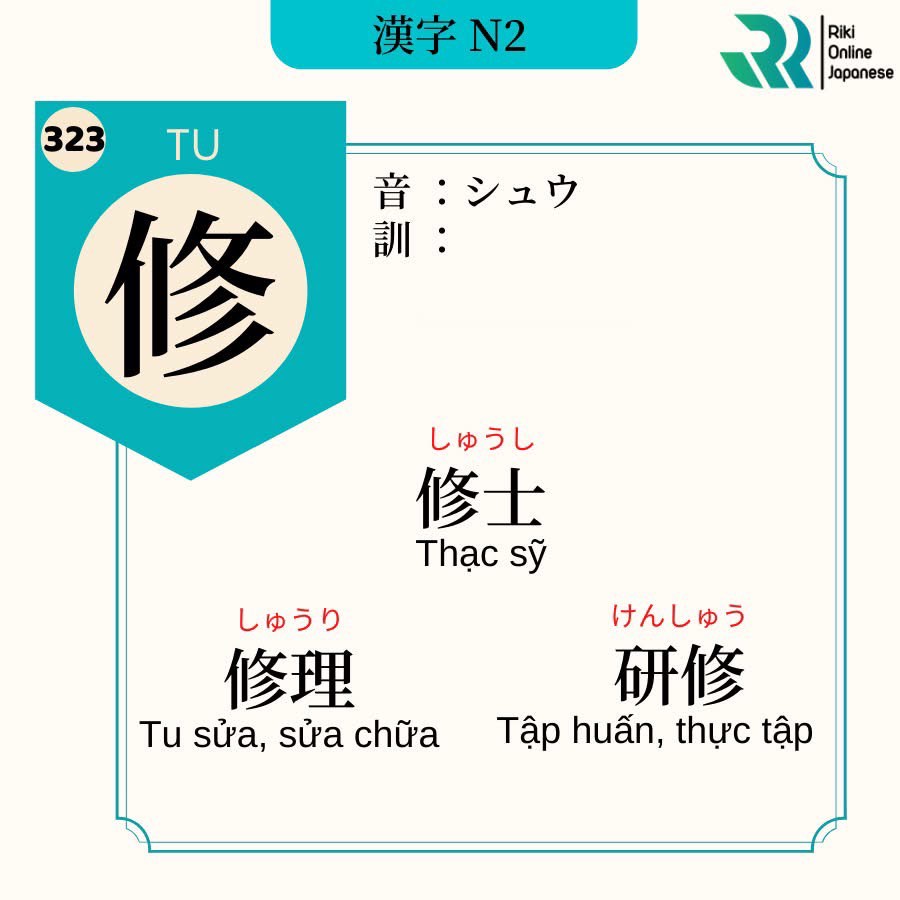 漢字 N2
Riki
Online
Japanese
323
TU
修
音 ：シュウ
訓 ：
しゅうし
修士
Thạc sỹ
しゅうり
修理
Tu sửa, sửa chữa
けんしゅう
研修
Tập huấn, thực tập